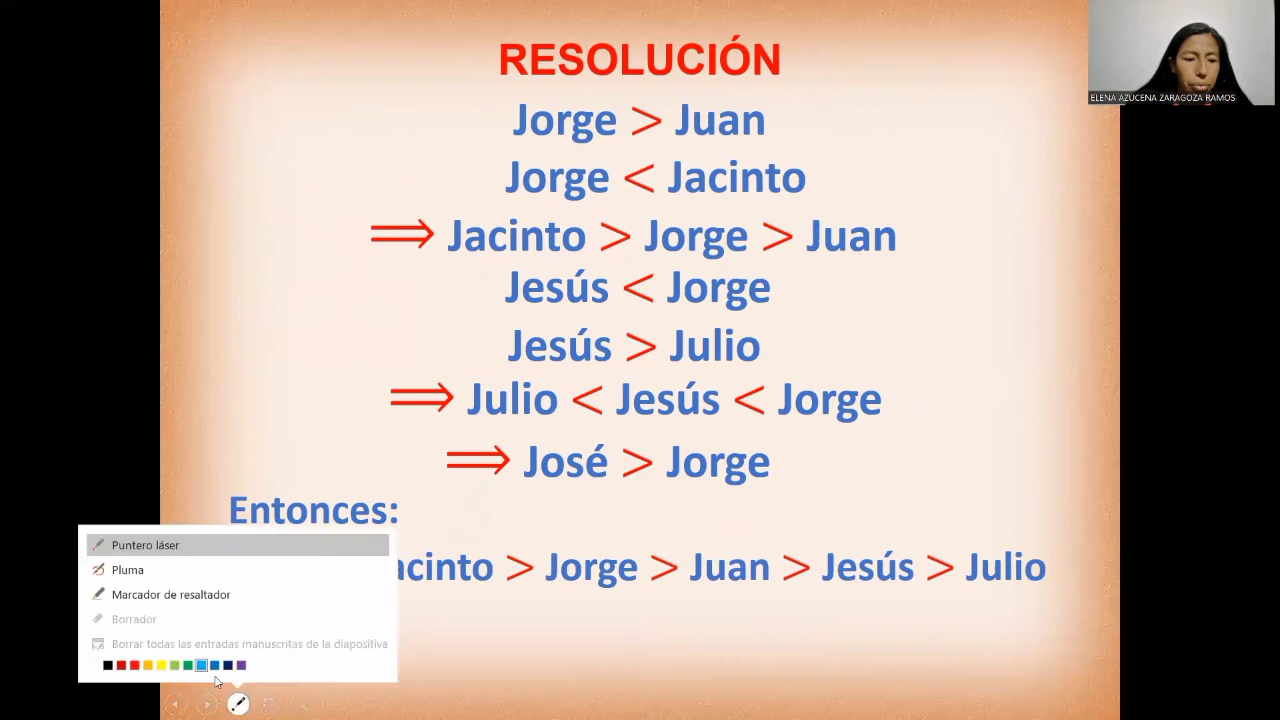 RESOLUCIÓN
ELENA AZUCENA ZARAGOZA RAMOS
Jorge > Juan
Jorge < Jacinto
⟹ Jacinto > Jorge > Juan
Jesús < Jorge
Jesús > Julio
⟹ Julio < Jesús < Jorge
⟹ José > Jorge
Entonces:
acinto > Jorge > Juan > Jesús > Julio
Puntero láser
Pluma
Marcador de resaltador
Borrador
Borrar todas las entradas manuscritas de la diapositiva